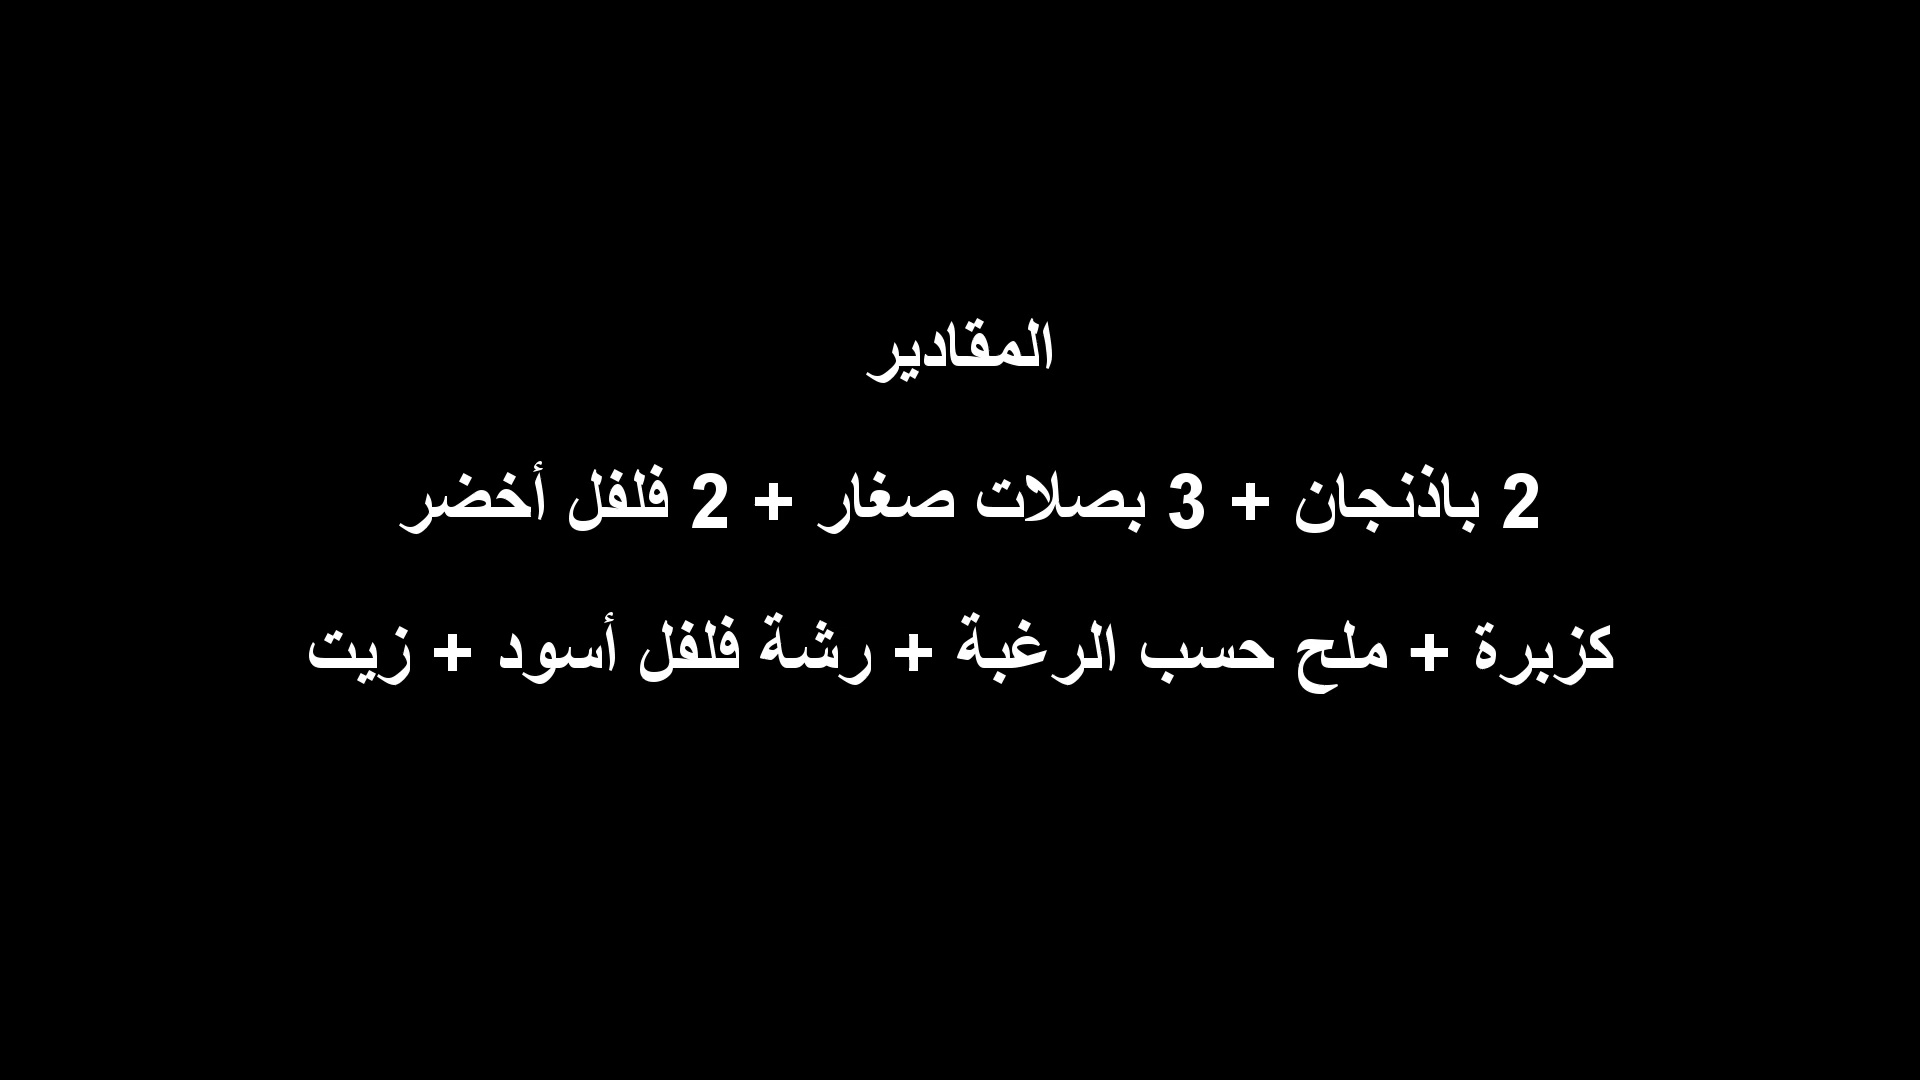 المقادير
2 باذنجان + 3 بصلات صغار + 2 فلفل أخضر
كزبرة + ملح حسب الرغبة + رشة فلفل أسود + زيت